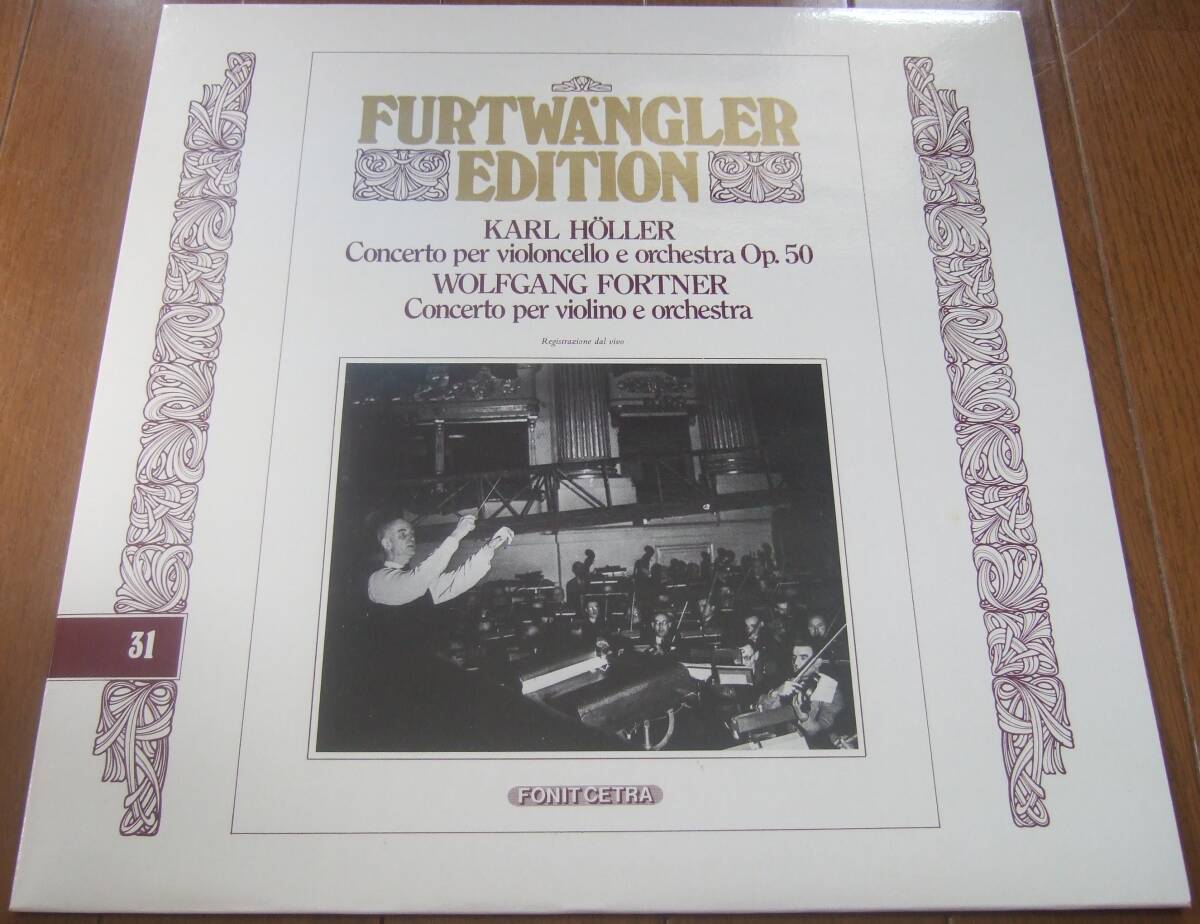 FURTWÄNGLER
EDITION
KARL HÖLLER
Concerto per violoncello e orchestra Op. 50
WOLFGANG FORTNER
Concerto per violino e orchestra
Registrazione dal vivo
31
FONIT CETRA